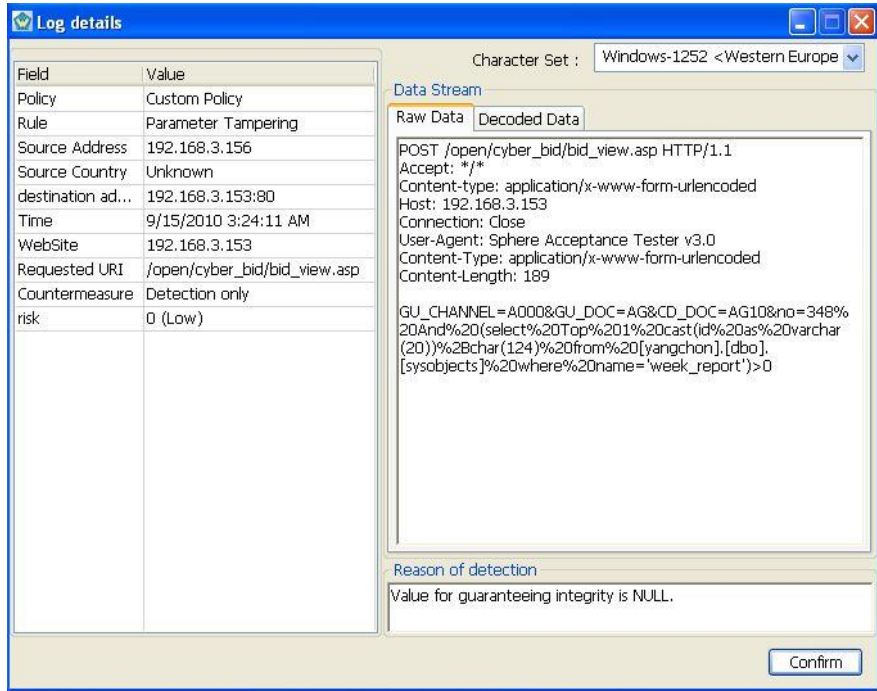 Log details
Character Set : Windows-1252 <Western Europe
Field Value
Policy Custom Policy
Rule Parameter Tampering
Source Address 192.168.3.156
Source Country Unknown
destination ad... 192.168.3.153:80
Time 9/15/2010 3:24:11 AM
WebSite 192.168.3.153
Requested URI /open/cyber_bid/bid_view.asp
Countermeasure Detection only
risk 0 (Low)
Data Stream
Raw Data Decoded Data
POST /open/cyber_bid/bid_view.asp HTTP/1.1
Accept: */*
Content-type: application/x-www-form-urlencoded
Host: 192.168.3.153
Connection: Close
User-Agent: Sphere Acceptance Tester v3.0
Content-Type: application/x-www-form-urlencoded
Content-Length: 189
GU_CHANNEL=A000&GU_DOC=AG&CD_DOC=AG10&no=348%
20And%20(select%20Top%201%20cast(id%20as%20varchar
(20))%2Bchar(124)%20from%20[yangchon].[dbo].
[sysobjects]%20where%20name='week_report')>0
Reason of detection
Value for guaranteeing integrity is NULL.
Confirm